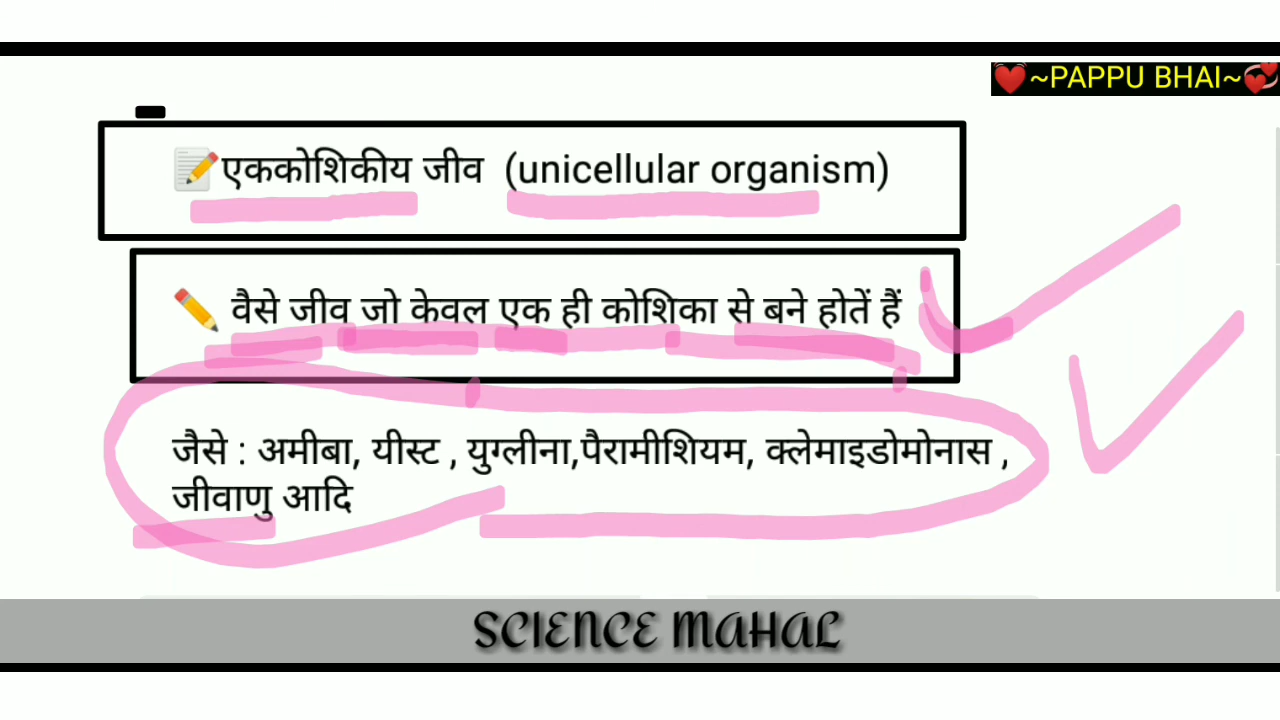 ❤️~PAPPU BHAI~💞
📝एककोशिकीय जीव (unicellular organism)
✏️ वैसे जीव जो केवल एक ही कोशिका से बने होतें हैं
जैसे : अमीबा, यीस्ट , युग्लीना,पैरामीशियम, क्लेमाइडोमोनास ,
जीवाणु आदि
SCIENCE MAHAL